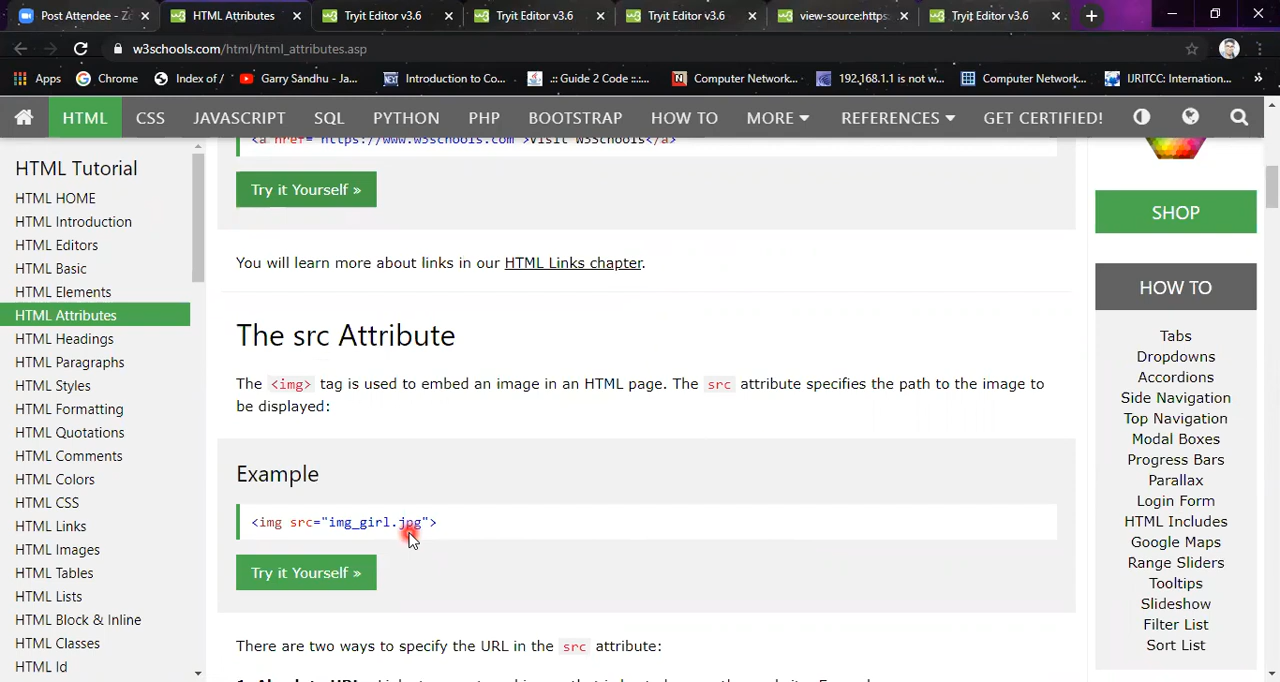 Post Attendee - Zo
HTML Attributes
Tryit Editor v3.6
Tryit Editor v3.6
Tryit Editor v3.6
view-source:https:
Tryit Editor v3.6
w3schools.com/html/html_attributes.asp
Apps
Chrome
Index of /
Garry Sandhu - Ja...
Introduction to Co...
.:: Guide 2 Code ::.:...
Computer Network...
192.168.1.1 is not w...
Computer Network...
IJRITCC: Internation...
HTML
CSS
JAVASCRIPT
SQL
PYTHON
PHP
BOOTSTRAP
HOW TO
MORE
REFERENCES
GET CERTIFIED!
HTML Tutorial
HTML HOME
HTML Introduction
HTML Editors
HTML Basic
HTML Elements
HTML Attributes
HTML Headings
HTML Paragraphs
HTML Styles
HTML Formatting
HTML Quotations
HTML Comments
HTML Colors
HTML CSS
HTML Links
HTML Images
HTML Tables
HTML Lists
HTML Block & Inline
HTML Classes
HTML Id
<a href="https://www.w3schools.com">Visit W3Schools</a>
Try it Yourself »
You will learn more about links in our HTML Links chapter.
The src Attribute
The <img> tag is used to embed an image in an HTML page. The src attribute specifies the path to the image to
be displayed:
Example
<img src="img_girl.jpg">
Try it Yourself »
There are two ways to specify the URL in the src attribute:
SHOP
HOW TO
Tabs
Dropdowns
Accordions
Side Navigation
Top Navigation
Modal Boxes
Progress Bars
Parallax
Login Form
HTML Includes
Google Maps
Range Sliders
Tooltips
Slideshow
Filter List
Sort List